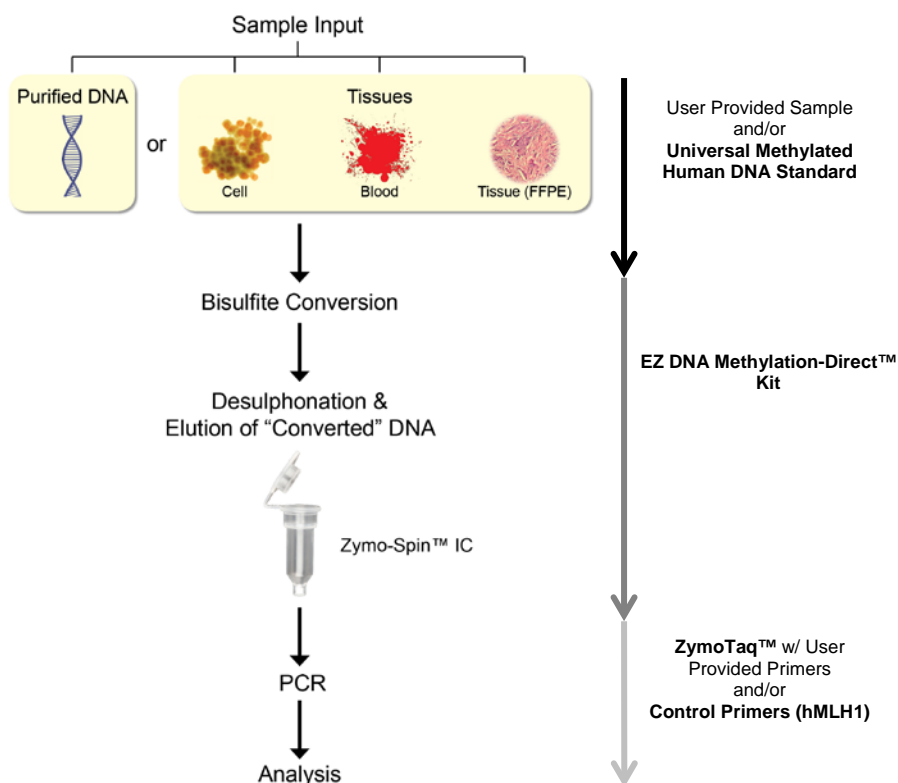 Sample Input
Purified DNA
or
Tissues
Cell
Blood
Tissue (FFPE)
User Provided Sample
and/or
Universal Methylated
Human DNA Standard
Bisulfite Conversion
EZ DNA Methylation-Direct™
Kit
Desulphonation &
Elution of “Converted” DNA
Zymo-Spin™ IC
ZymoTaq™ w/ User
Provided Primers
and/or
Control Primers (hMLH1)
PCR
Analysis